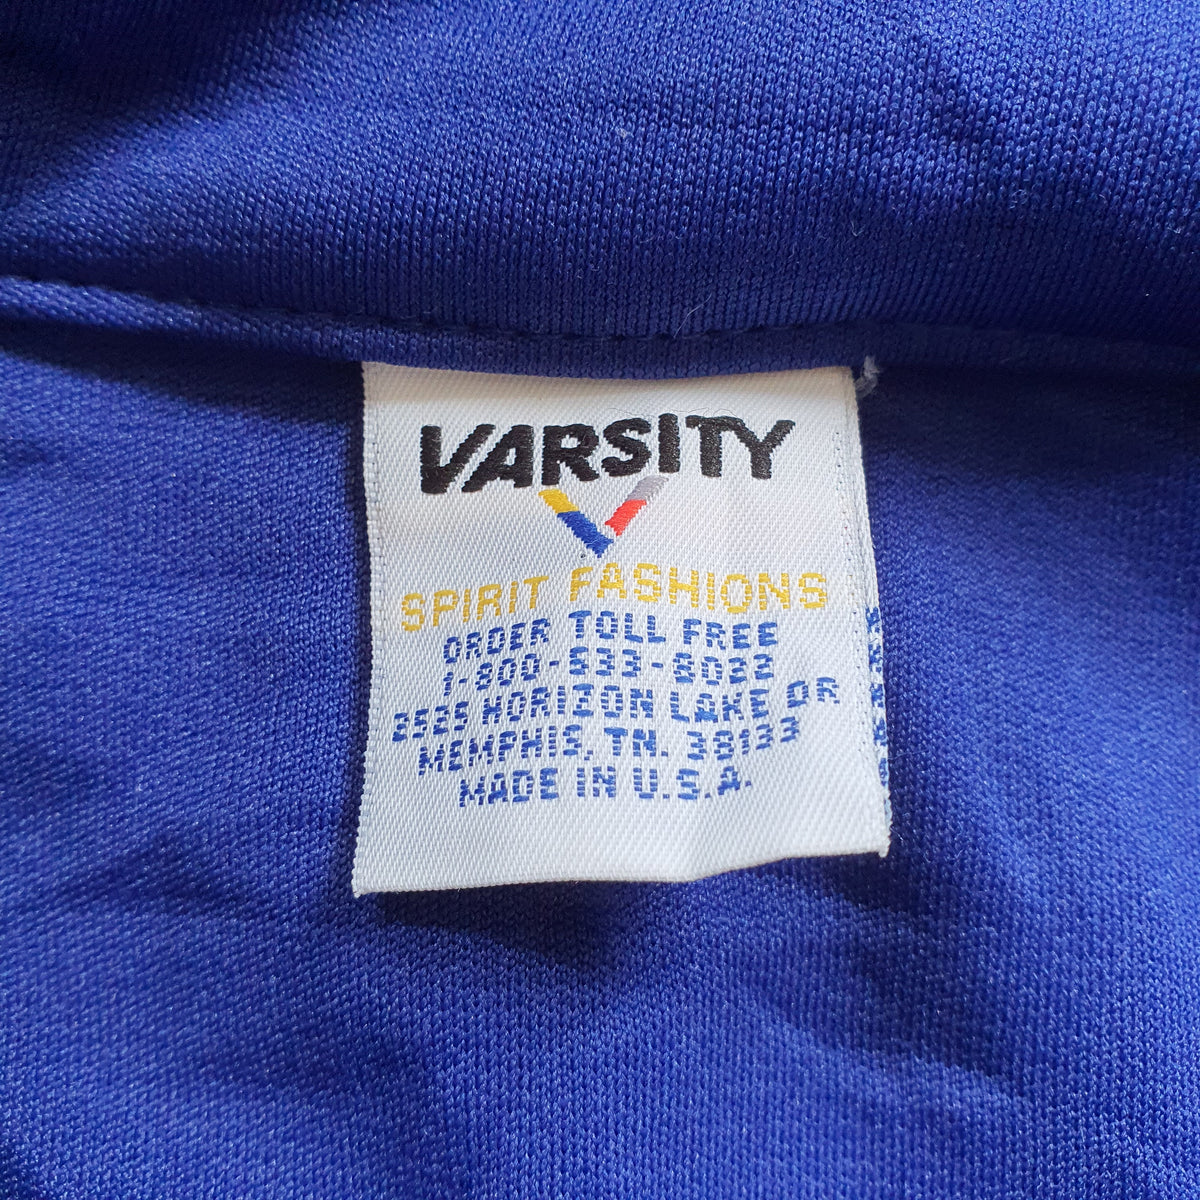 VARSITY
SPIRIT FASHIONS
ORDER TOLL FREE
1-800-533-8022
2525 HORIZON LAKE DR
MEMPHIS, TN. 38133
MADE IN U.S.A.